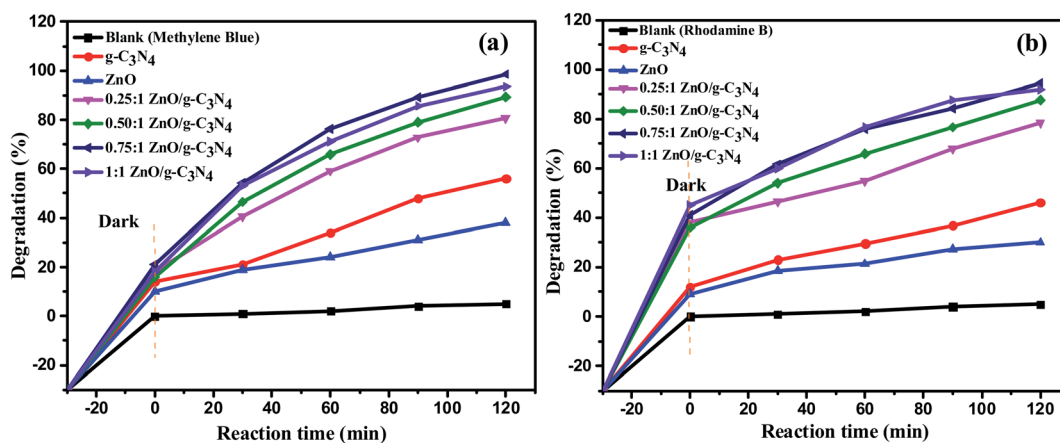 120
100
80
60
40
20
0
-20
Degradation (%)
Blank (Methylene Blue)
g-C3N4
ZnO
0.25:1 ZnO/g-C3N4
0.50:1 ZnO/g-C3N4
0.75:1 ZnO/g-C3N4
1:1 ZnO/g-C3N4
(a)
Dark
-20 0 20 40 60 80 100 120
Reaction time (min)
120
100
80
60
40
20
0
-20
Degradation (%)
Blank (Rhodamine B)
g-C3N4
ZnO
0.25:1 ZnO/g-C3N4
0.50:1 ZnO/g-C3N4
0.75:1 ZnO/g-C3N4
1:1 ZnO/g-C3N4
(b)
Dark
-20 0 20 40 60 80 100 120
Reaction time (min)